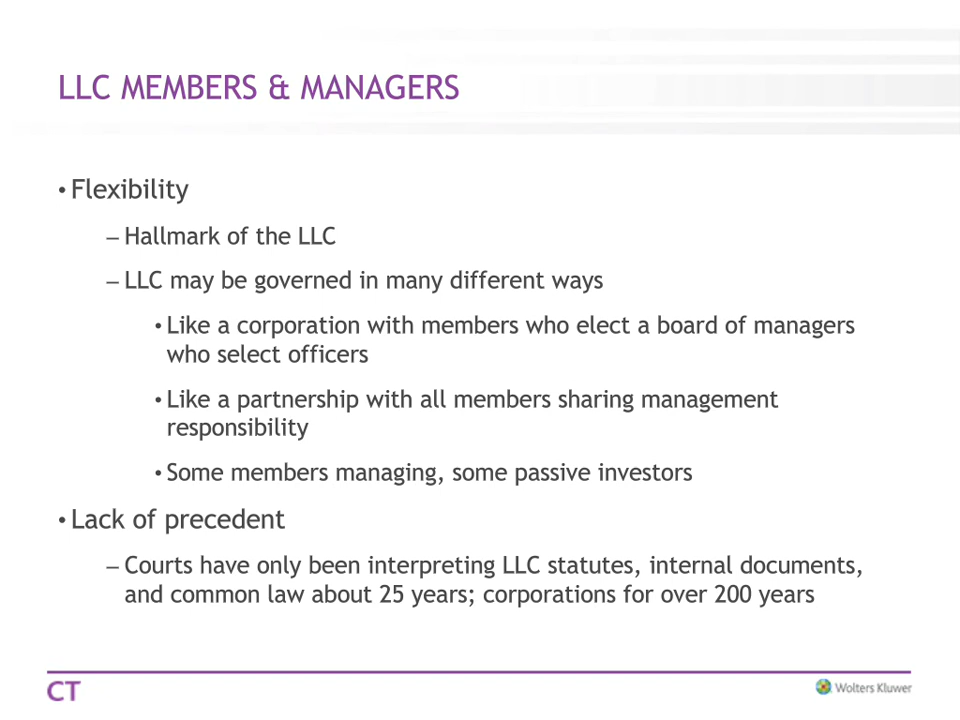 LLC MEMBERS & MANAGERS
• Flexibility
– Hallmark of the LLC
– LLC may be governed in many different ways
• Like a corporation with members who elect a board of managers
who select officers
• Like a partnership with all members sharing management
responsibility
• Some members managing, some passive investors
• Lack of precedent
– Courts have only been interpreting LLC statutes, internal documents,
and common law about 25 years; corporations for over 200 years
CT
Wolters Kluwer